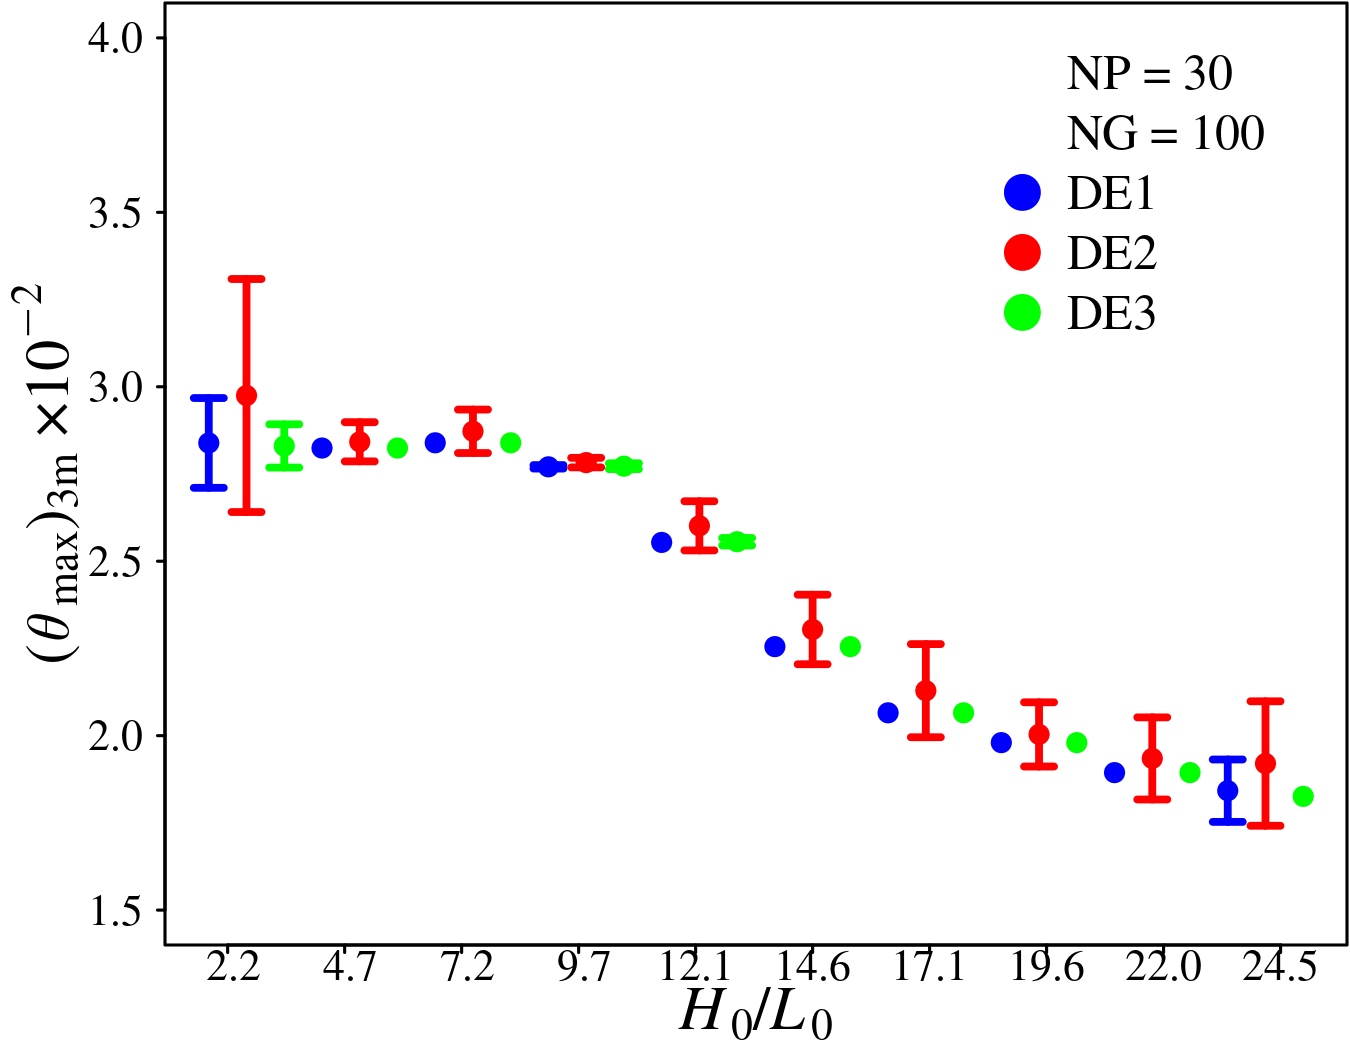 4.0
3.5
3.0
2.5
2.0
1.5
(θmax)3m ×10−2
NP = 30
NG = 100
DE1
DE2
DE3
2.2 4.7 7.2 9.7 12.1 14.6 17.1 19.6 22.0 24.5
H0/L0